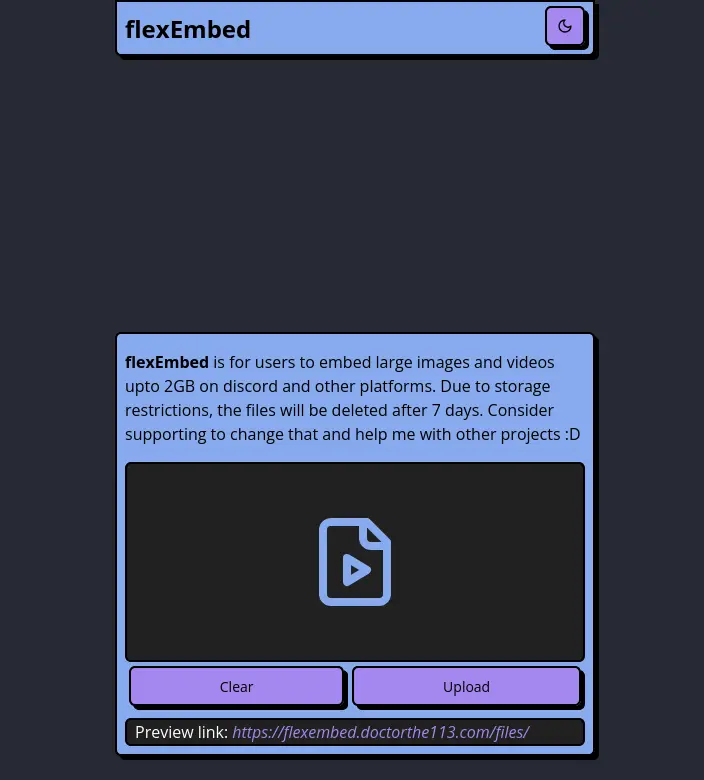 flexEmbed
flexEmbed is for users to embed large images and videos
upto 2GB on discord and other platforms. Due to storage
restrictions, the files will be deleted after 7 days. Consider
supporting to change that and help me with other projects :D
Clear
Upload
Preview link: https://flexembed.doctorthe113.com/files/